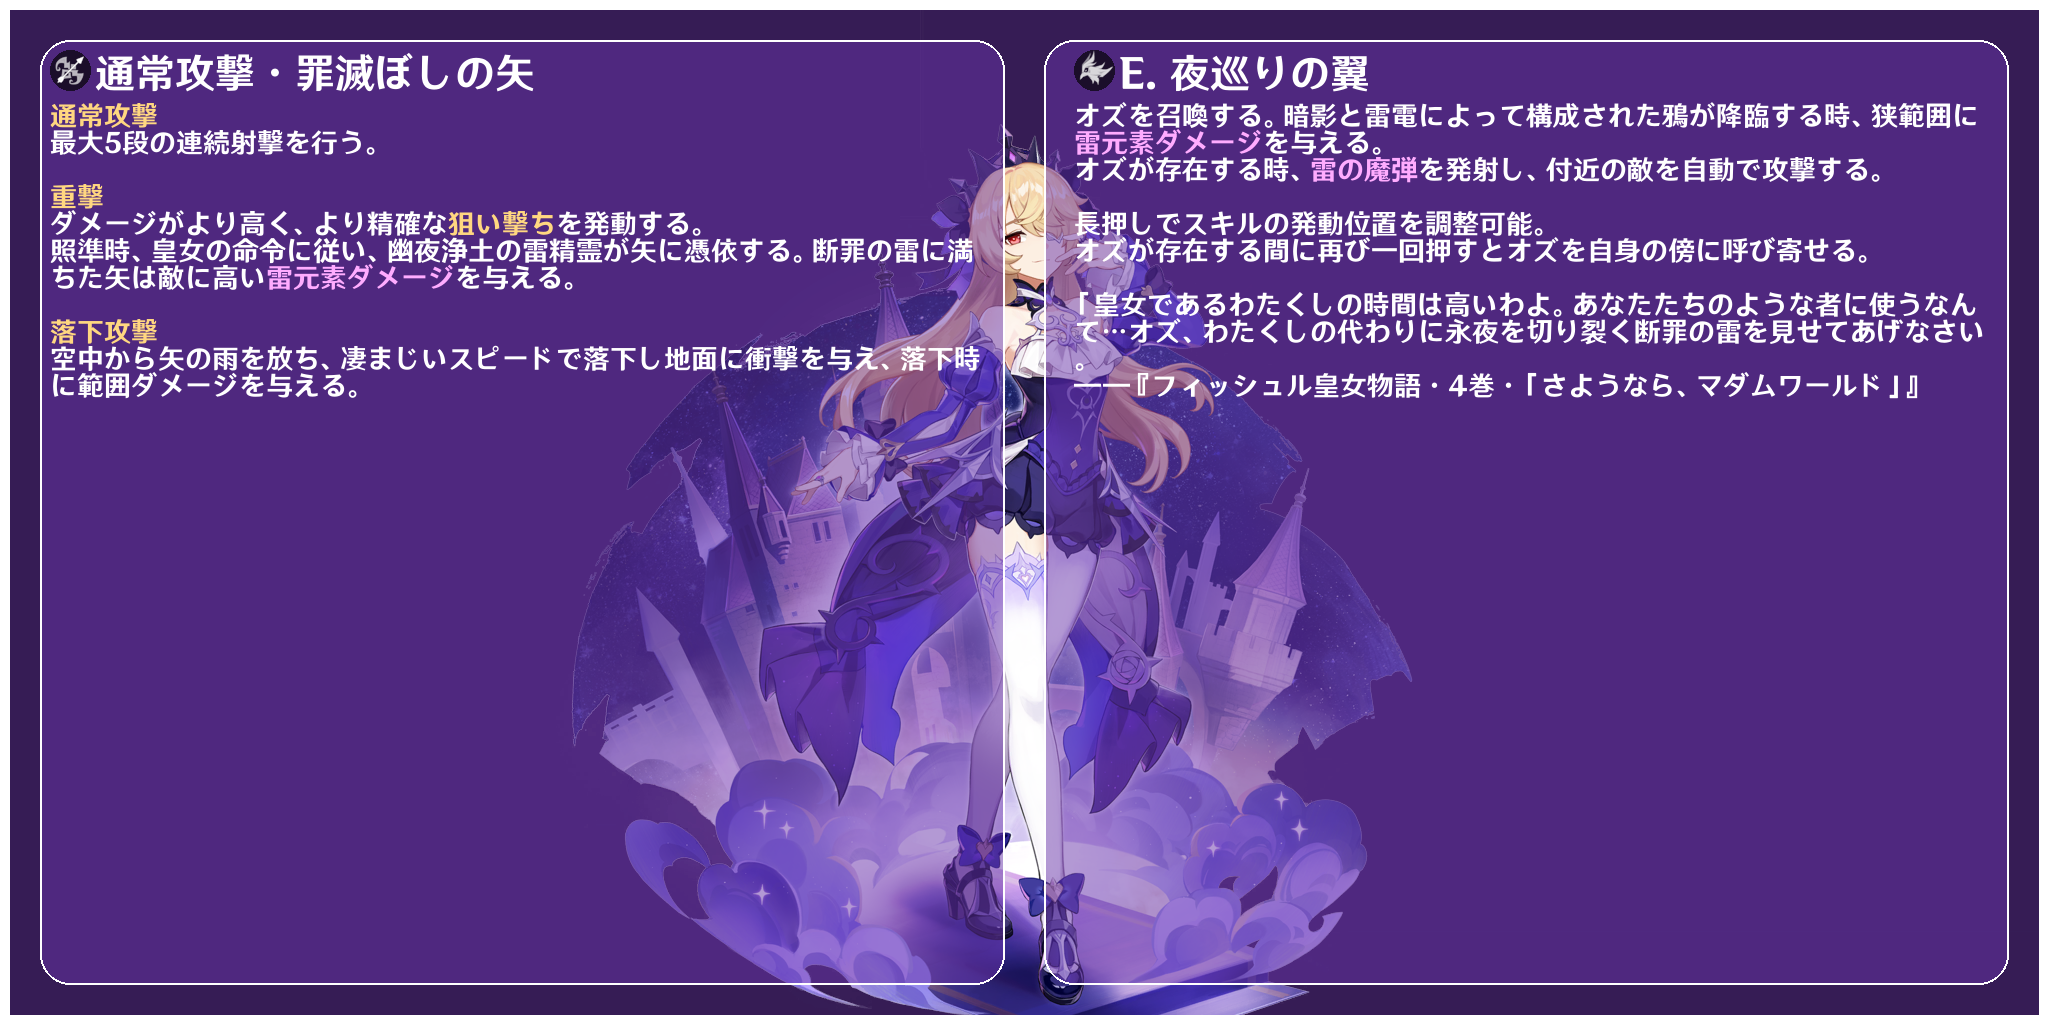 通常攻撃・罪滅ぼしの矢
通常攻撃
最大5段の連続射撃を行う。
重撃
ダメージがより高く、より精確な狙い撃ちを発動する。
照準時、皇女の命令に従い、幽夜浄土の雷精霊が矢に憑依する。断罪の雷に満
ちた矢は敵に高い雷元素ダメージを与える。
落下攻撃
空中から矢の雨を放ち、凄まじいスピードで落下し地面に衝撃を与え、落下時
に範囲ダメージを与える。
E. 夜巡りの翼
オズを召喚する。暗影と雷電によって構成された鴉が降臨する時、狭範囲に
雷元素ダメージを与える。
オズが存在する時、雷の魔弾を発射し、付近の敵を自動で攻撃する。
長押しでスキルの発動位置を調整可能。
オズが存在する間に再び一回押すとオズを自身の傍に呼び寄せる。
「皇女であるわたくしの時間は高いわよ。あなたたちのような者に使うなん
て…オズ、わたくしの代わりに永夜を切り裂く断罪の雷を見せてあげなさい
。
——『フィッシュル皇女物語・4巻・「さようなら、マダムワールド」』